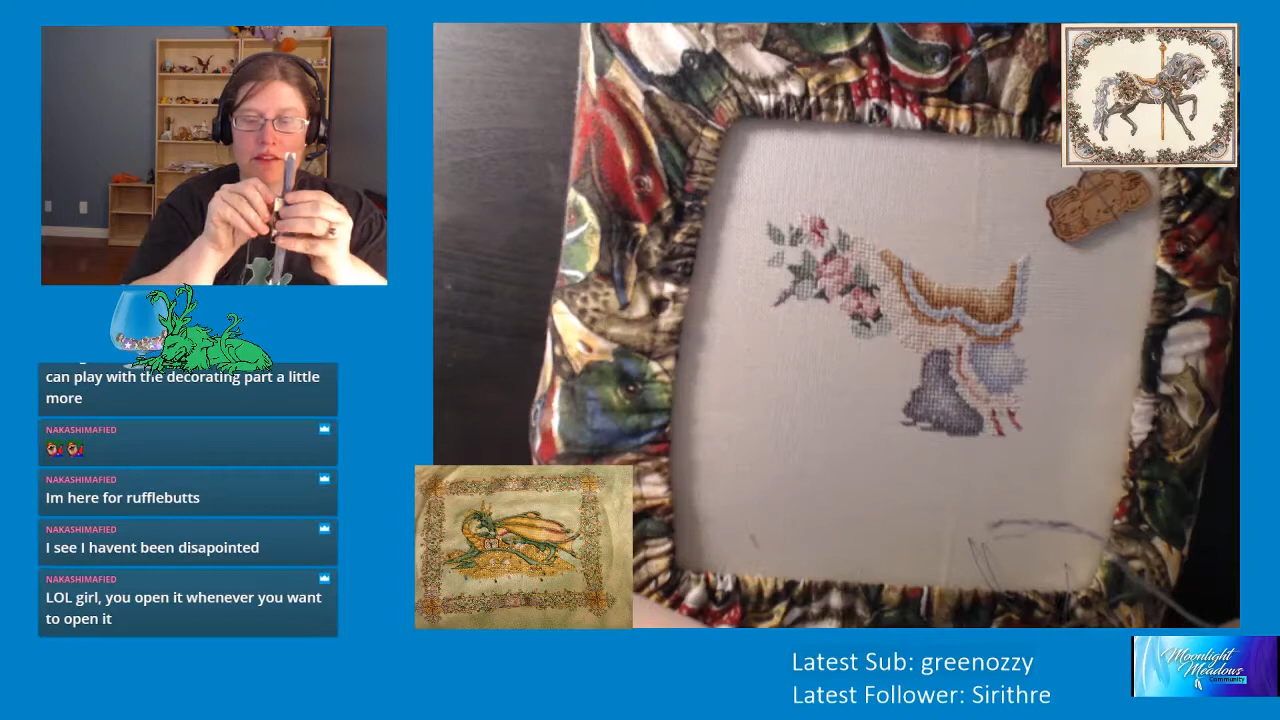 can play with the decorating part a little
more
NAKASHIMAFIED
NAKASHIMAFIED
Im here for rufflebutts
NAKASHIMAFIED
I see I havent been disapointed
NAKASHIMAFIED
LOL girl, you open it whenever you want
to open it
Latest Sub: greenozzy
Latest Follower: Sirithre
Moonlight
Meadows
Community